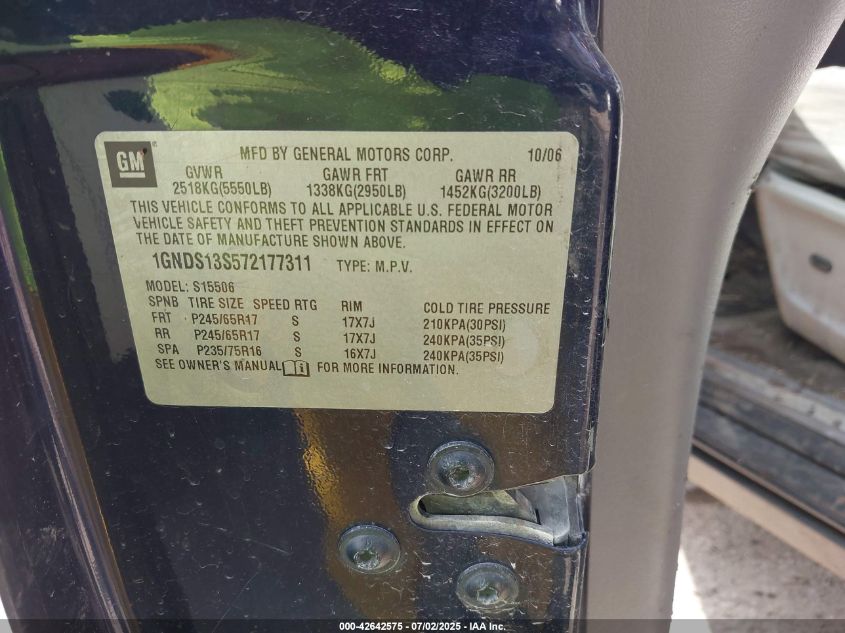 GM
MFD BY GENERAL MOTORS CORP. 10/06
GVWR GAWR FRT GAWR RR
2518KG(5550LB) 1338KG(2950LB) 1452KG(3200LB)
THIS VEHICLE CONFORMS TO ALL APPLICABLE U.S. FEDERAL MOTOR
VEHICLE SAFETY AND THEFT PREVENTION STANDARDS IN EFFECT ON
THE DATE OF MANUFACTURE SHOWN ABOVE.
1GNDS13S572177311 TYPE: M.P.V.
MODEL: S15506
SPNB TIRE SIZE SPEED RTG RIM COLD TIRE PRESSURE
FRT P245/65R17 S 17X7J 210KPA(30PSI)
RR P245/65R17 S 17X7J 240KPA(35PSI)
SPA P235/75R16 S 16X7J 240KPA(35PSI)
SEE OWNER'S MANUAL FOR MORE INFORMATION.
000-42642575 - 07/02/2025 - IAA Inc.